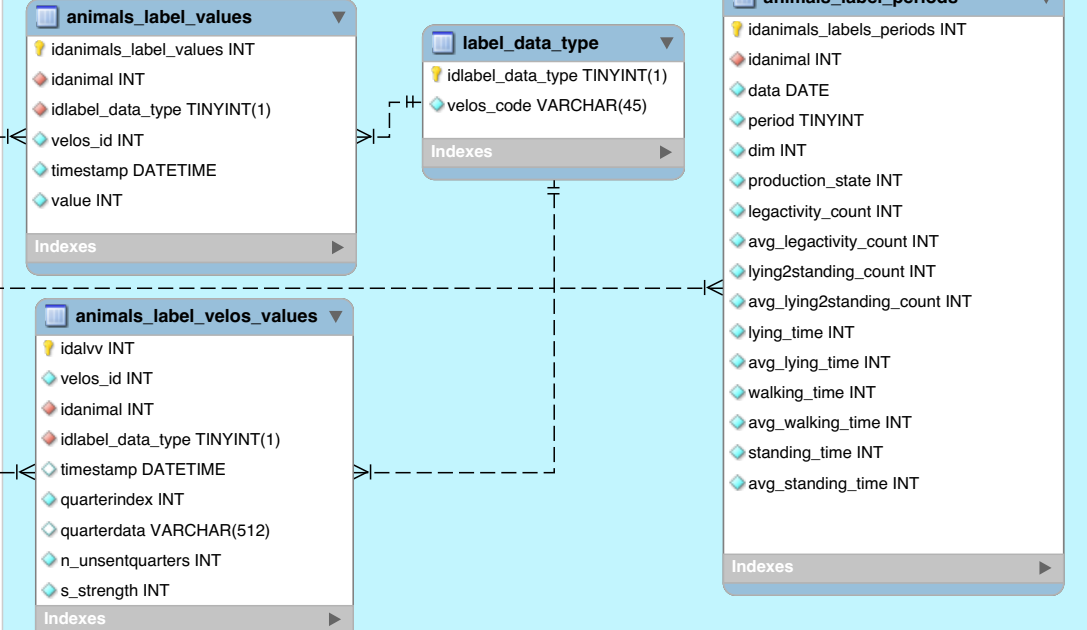 animals_label_values
idanimals_label_values INT
idanimal INT
idlabel_data_type TINYINT(1)
velos_id INT
timestamp DATETIME
value INT
Indexes
label_data_type
idlabel_data_type TINYINT(1)
velos_code VARCHAR(45)
Indexes
animals_label_periods
idanimals_labels_periods INT
idanimal INT
data DATE
period TINYINT
dim INT
production_state INT
legactivity_count INT
avg_legactivity_count INT
lying2standing_count INT
avg_lying2standing_count INT
lying_time INT
avg_lying_time INT
walking_time INT
avg_walking_time INT
standing_time INT
avg_standing_time INT
Indexes
animals_label_velos_values
idalvv INT
velos_id INT
idanimal INT
idlabel_data_type TINYINT(1)
timestamp DATETIME
quarterindex INT
quarterdata VARCHAR(512)
n_unsentquarters INT
s_strength INT
Indexes